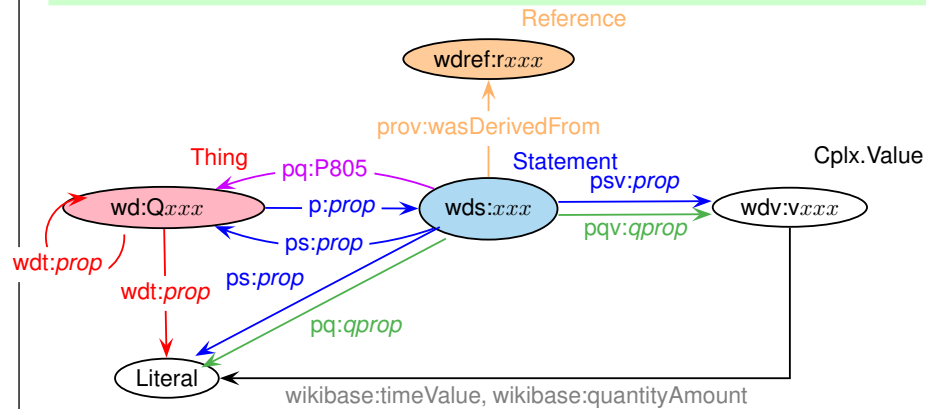 Reference
wdref:rxxx
prov:wasDerivedFrom
Cplx.Value
Thing
pq:P805
Statement
psv:prop
wd:Qxxx
p:prop
wds:xxx
wdv:vxxx
pqv:qprop
ps:prop
wdt:prop
ps:prop
wdt:prop
pq:qprop
Literal
wikibase:timeValue, wikibase:quantityAmount